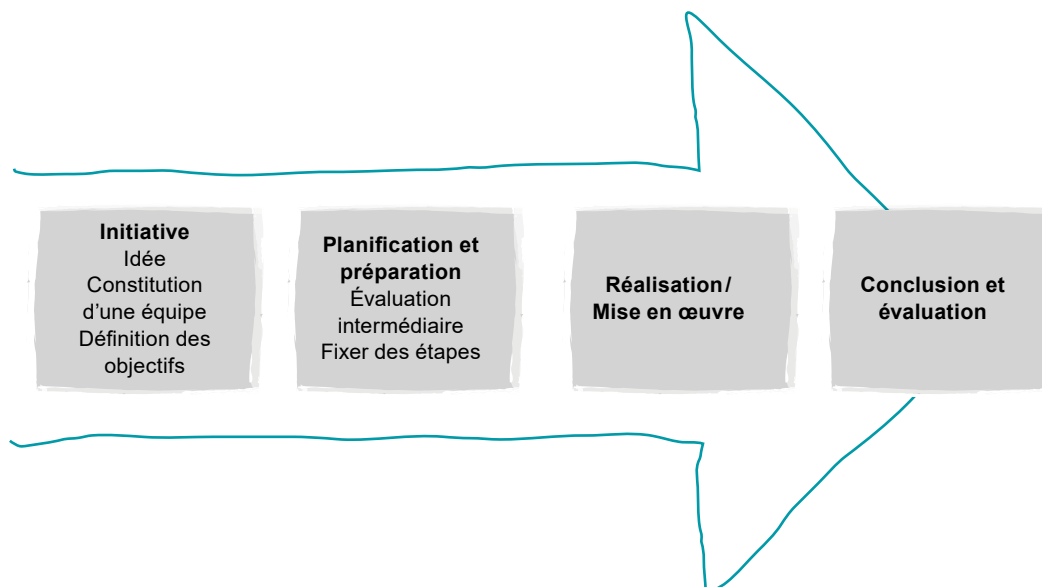 Initiative
Idée
Constitution
d’une équipe
Définition des
objectifs
Planification et
préparation
Évaluation
intermédiaire
Fixer des étapes
Réalisation/
Mise en œuvre
Conclusion et
évaluation